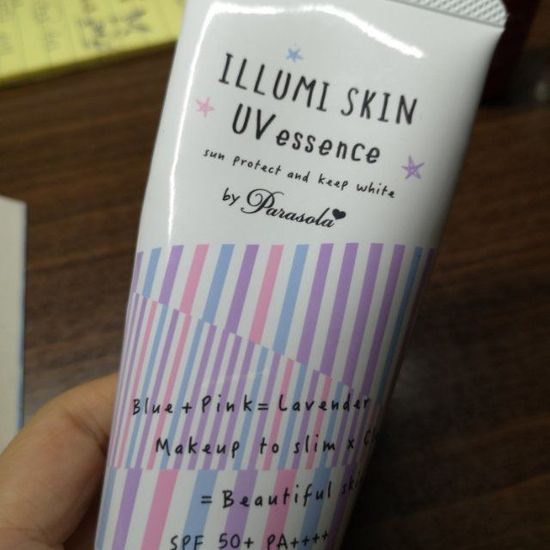 ILLUMI SKIN
UVessence
sun protect and keep white
by Parasola
Blue + Pink = Lavender
Makeup to slim x
= Beautiful
SPF 50+ PA++++